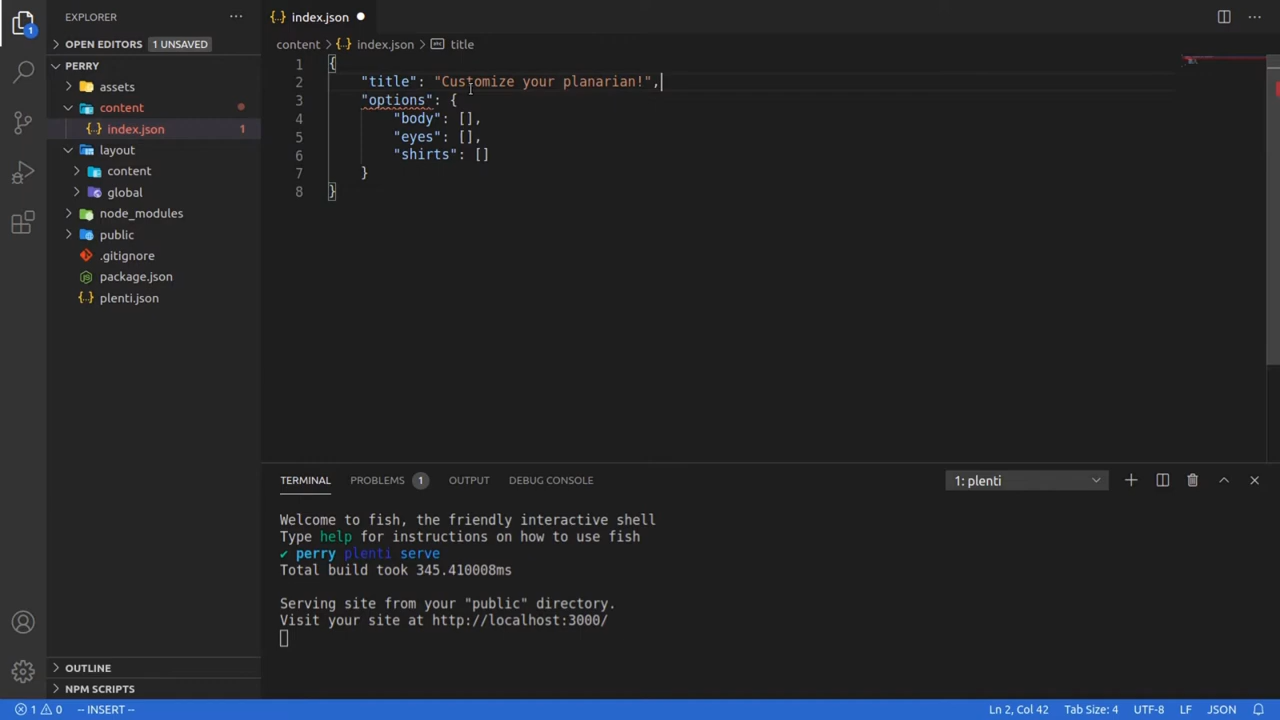 EXPLORER
···
index.json ●
···
1
OPEN EDITORS 1 UNSAVED
content > index.json > title
PERRY
assets
content
index.json 1
layout
content
global
node_modules
public
.gitignore
package.json
plenti.json
OUTLINE
NPM SCRIPTS
1 {
2 "title": "Customize your planarian!",
3 "options": {
4 "body": [],
5 "eyes": [],
6 "shirts": []
7 }
8 }
TERMINAL PROBLEMS 1 OUTPUT DEBUG CONSOLE 1: plenti
Welcome to fish, the friendly interactive shell
Type help for instructions on how to use fish
✔ perry plenti serve
Total build took 345.410008ms
Serving site from your "public" directory.
Visit your site at http://localhost:3000/
1 0 -- INSERT -- Ln 2, Col 42 Tab Size: 4 UTF-8 LF JSON